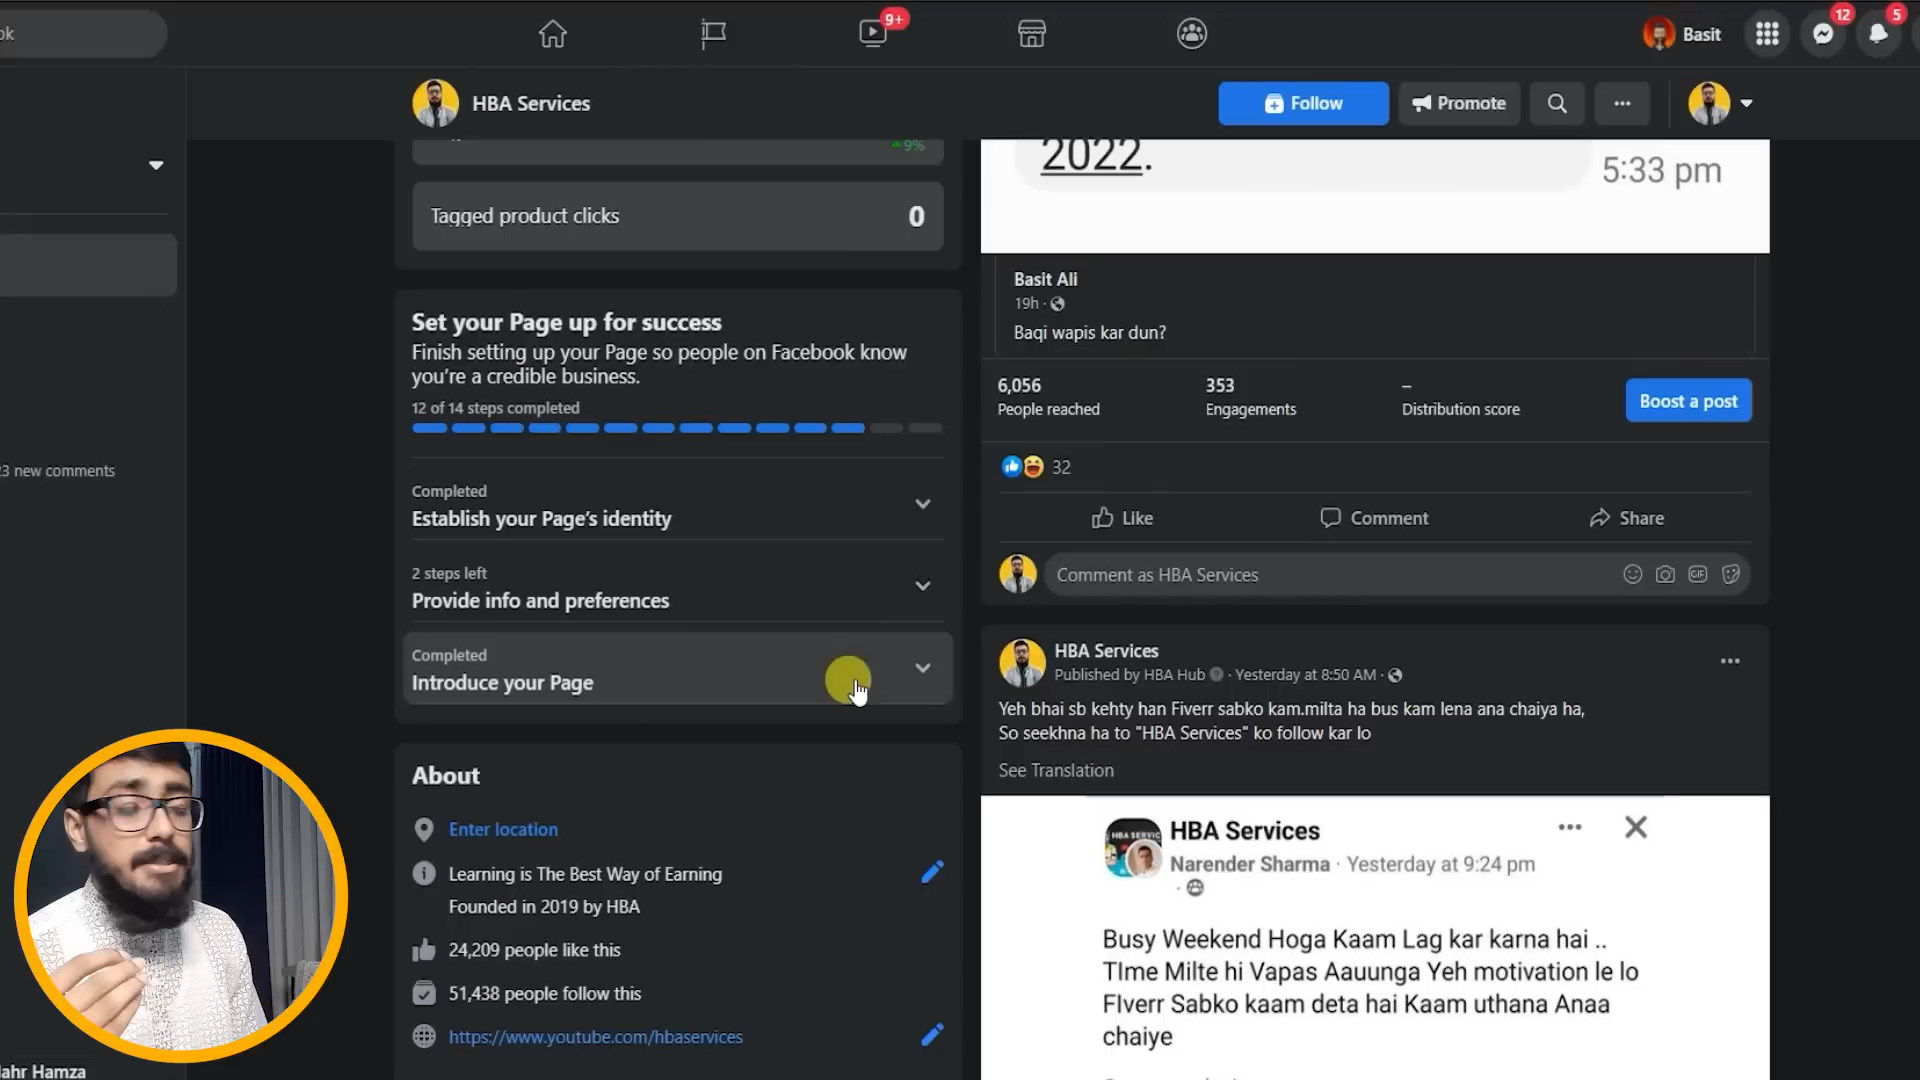 ok
9+
Basit
12
5
HBA Services
Follow
Promote
9%
Tagged product clicks
0
Set your Page up for success
Finish setting up your Page so people on Facebook know
you're a credible business.
12 of 14 steps completed
Completed
Establish your Page's identity
2 steps left
Provide info and preferences
Completed
Introduce your Page
About
Enter location
Learning is The Best Way of Earning
Founded in 2019 by HBA
24,209 people like this
51,438 people follow this
https://www.youtube.com/hbaservices
23 new comments
2022.
5:33 pm
Basit Ali
19h ·
Baqi wapis kar dun?
6,056
People reached
353
Engagements
–
Distribution score
Boost a post
32
Like
Comment
Share
Comment as HBA Services
GIF
HBA Services
Published by HBA Hub · Yesterday at 8:50 AM ·
Yeh bhai sb kehty han Fiverr sabko kam.milta ha bus kam lena ana chaiya ha,
So seekhna ha to "HBA Services" ko follow kar lo
See Translation
HBA Services
Narender Sharma · Yesterday at 9:24 pm
·
Busy Weekend Hoga Kaam Lag kar karna hai ..
TIme Milte hi Vapas Aauunga Yeh motivation le lo
FIverr Sabko kaam deta hai Kaam uthana Anaa
chaiye
ahr Hamza